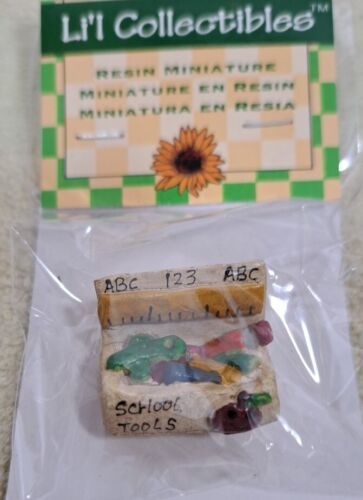 Li'l Collectibles™
RESIN MINIATURE
MINIATURE EN RESIN
MINIATURA EN RESIA
ABC 123 ABC
SCHOOL
TOOLS